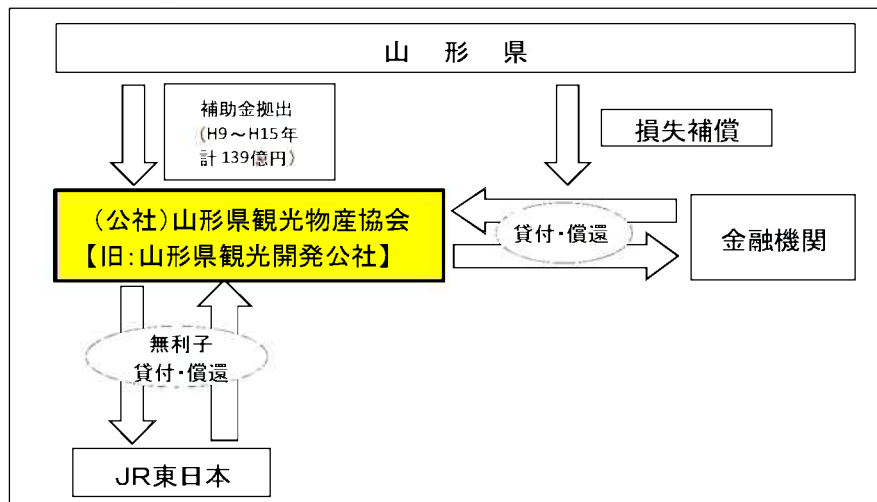 山形県
補助金拠出
(H9～H15年
計139億円)
損失補償
(公社)山形県観光物産協会
【旧:山形県観光開発公社】
貸付・償還
金融機関
無利子
貸付・償還
JR東日本